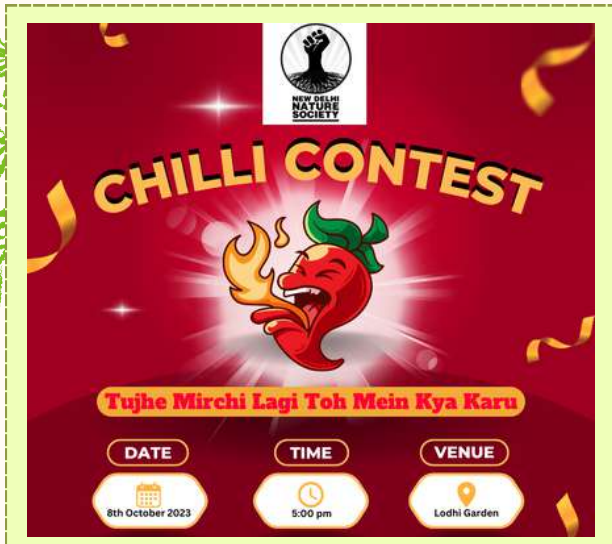 NEW DELHI
NATURE
SOCIETY
CHILLI CONTEST
Tujhe Mirchi Lagi Toh Mein Kya Karu
DATE
TIME
VENUE
8th October 2023
5:00 pm
Lodhi Garden